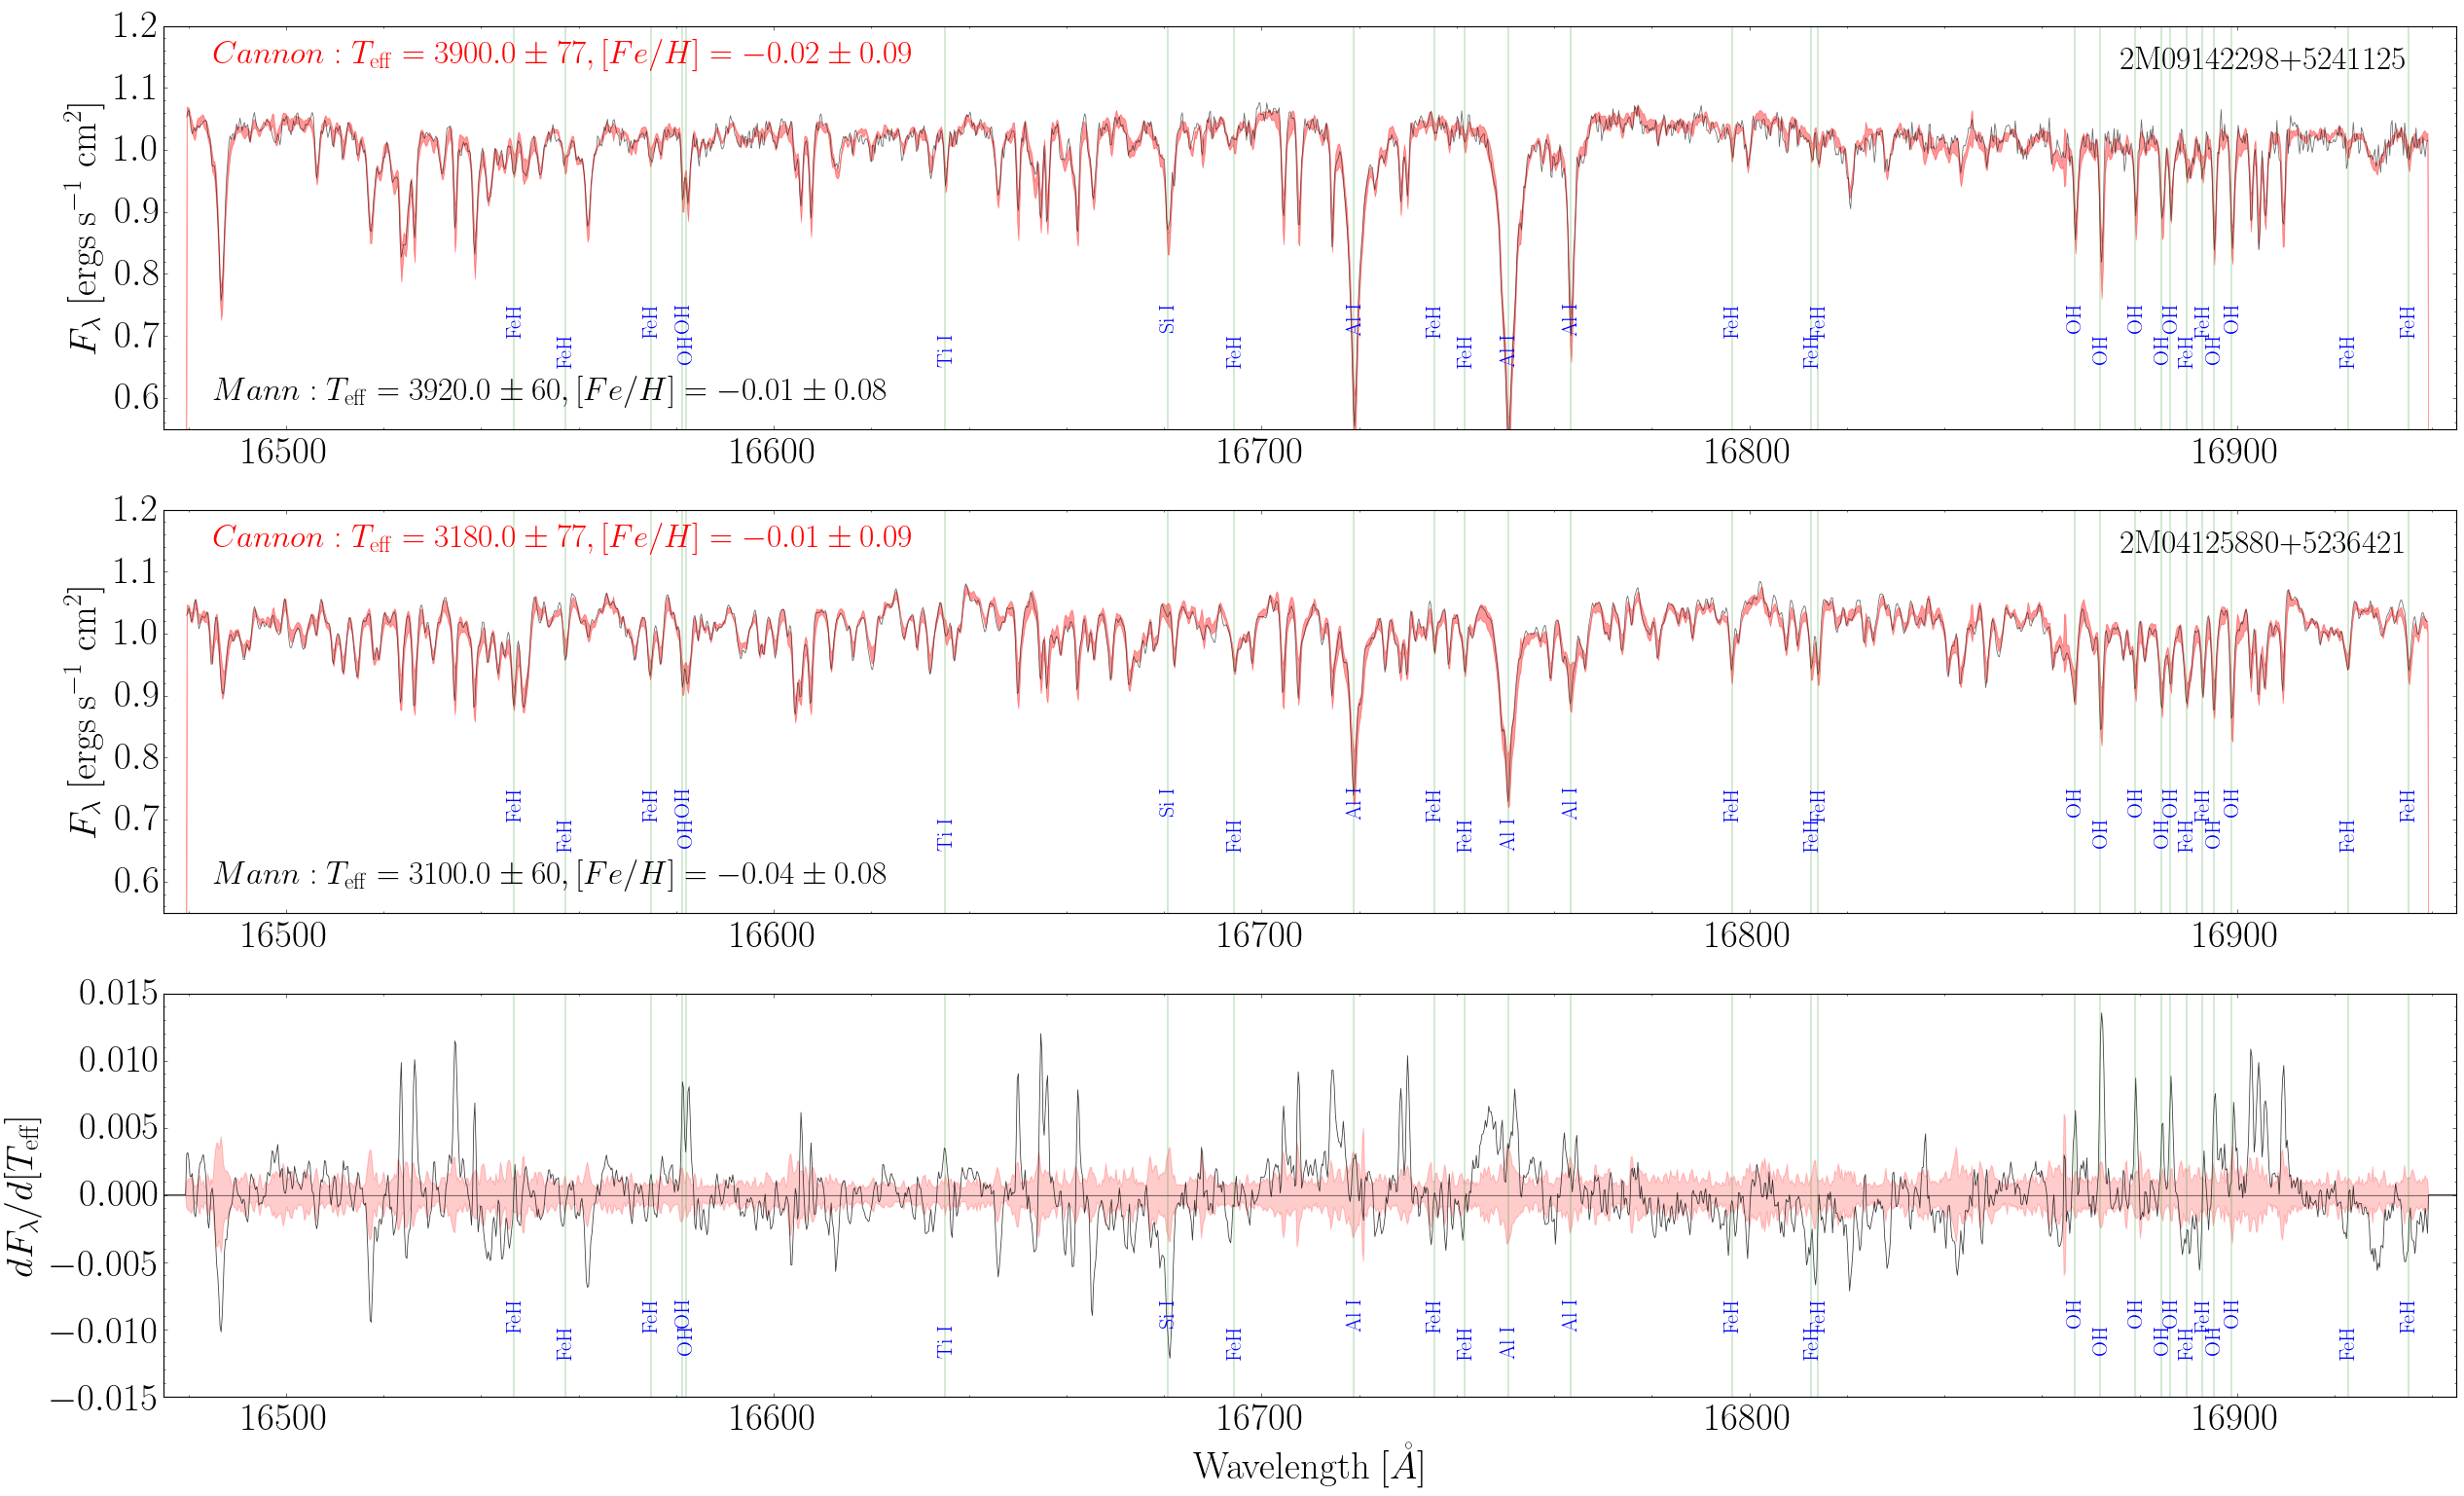 1.2
Cannon : T_eff = 3900.0 ± 77, [Fe/H] = −0.02 ± 0.09
2M09142298+5241125
1.1
1.0
0.9
0.8
0.7
0.6
F_λ [ergs s^−1 cm^2]
FeH FeH FeH OH OH Ti I Si I FeH Al I FeH FeH Al I Al I FeH FeH FeH OH OH OH OH OH FeH FeH OH OH FeH FeH
Mann : T_eff = 3920.0 ± 60, [Fe/H] = −0.01 ± 0.08
16500 16600 16700 16800 16900
1.2
Cannon : T_eff = 3180.0 ± 77, [Fe/H] = −0.01 ± 0.09
2M04125880+5236421
1.1
1.0
0.9
0.8
0.7
0.6
F_λ [ergs s^−1 cm^2]
FeH FeH FeH OH OH Ti I Si I FeH Al I FeH FeH Al I Al I FeH FeH FeH OH OH OH OH OH FeH FeH OH OH FeH FeH
Mann : T_eff = 3100.0 ± 60, [Fe/H] = −0.04 ± 0.08
16500 16600 16700 16800 16900
0.015
0.010
0.005
0.000
−0.005
−0.010
−0.015
dF_λ/d[T_eff]
FeH FeH FeH OH OH Ti I Si I FeH Al I FeH FeH Al I Al I FeH FeH FeH OH OH OH OH OH FeH FeH OH OH FeH FeH
16500 16600 16700 16800 16900
Wavelength [Å]